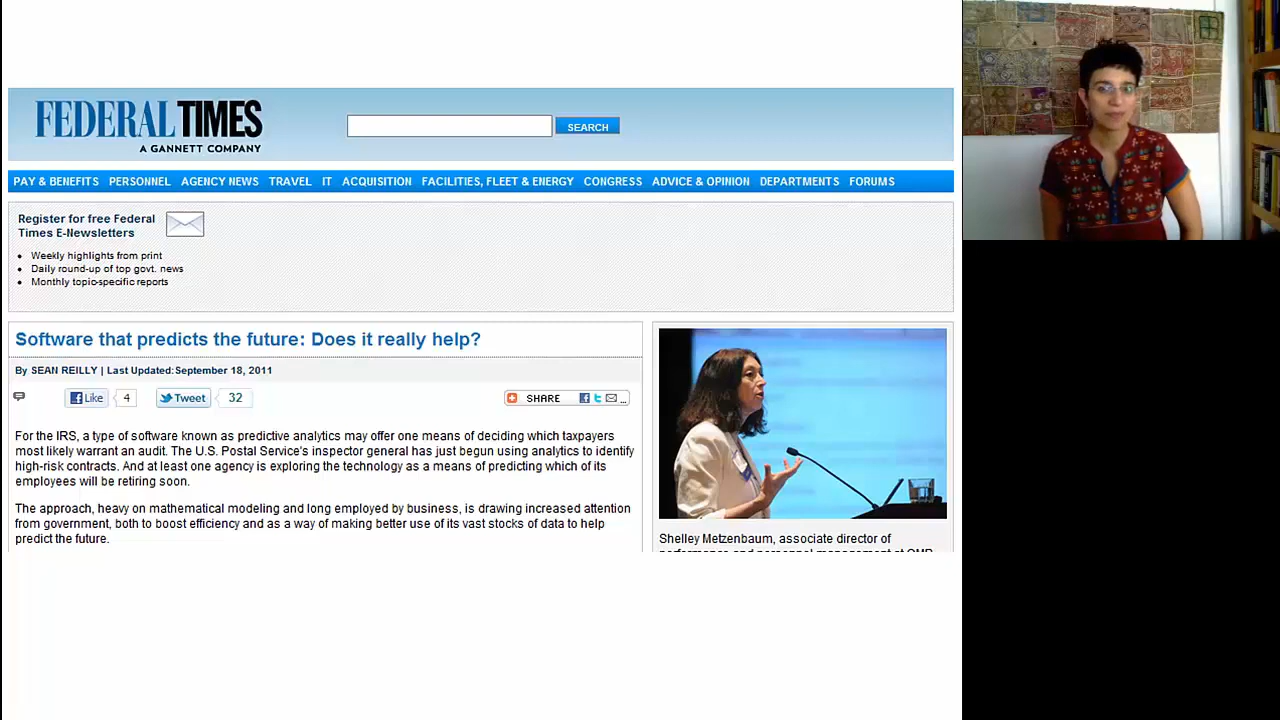 FEDERALTIMES
A GANNETT COMPANY
SEARCH
PAY & BENEFITS PERSONNEL AGENCY NEWS TRAVEL IT ACQUISITION FACILITIES, FLEET & ENERGY CONGRESS ADVICE & OPINION DEPARTMENTS FORUMS
Register for free Federal
Times E-Newsletters
Weekly highlights from print
Daily round-up of top govt. news
Monthly topic-specific reports
Software that predicts the future: Does it really help?
By SEAN REILLY | Last Updated:September 18, 2011
Like 4 Tweet 32 SHARE ...
For the IRS, a type of software known as predictive analytics may offer one means of deciding which taxpayers
most likely warrant an audit. The U.S. Postal Service's inspector general has just begun using analytics to identify
high-risk contracts. And at least one agency is exploring the technology as a means of predicting which of its
employees will be retiring soon.
The approach, heavy on mathematical modeling and long employed by business, is drawing increased attention
from government, both to boost efficiency and as a way of making better use of its vast stocks of data to help
predict the future.
Shelley Metzenbaum, associate director of
performance and personnel management at OMB